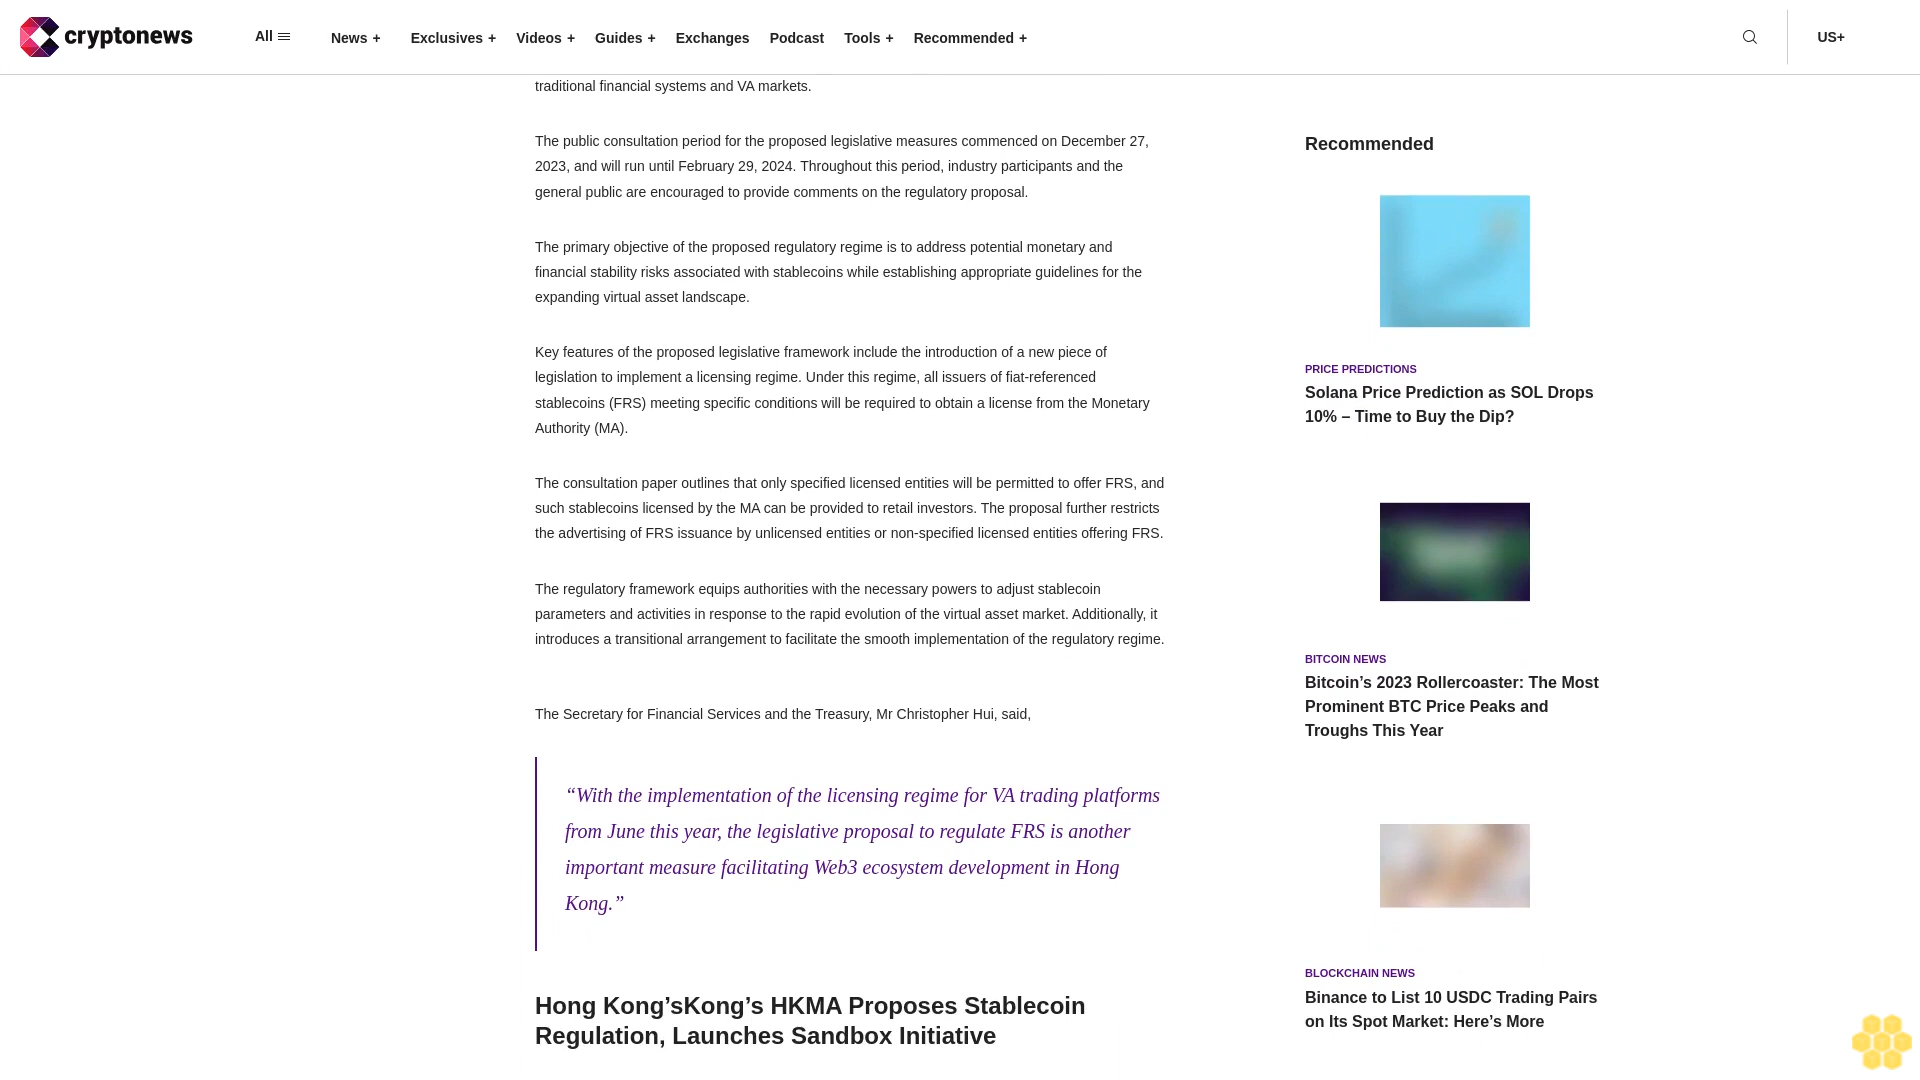 cryptonews
All
News +
Exclusives +
Videos +
Guides +
Exchanges
Podcast
Tools +
Recommended +
US+
traditional financial systems and VA markets.
The public consultation period for the proposed legislative measures commenced on December 27,
2023, and will run until February 29, 2024. Throughout this period, industry participants and the
general public are encouraged to provide comments on the regulatory proposal.
The primary objective of the proposed regulatory regime is to address potential monetary and
financial stability risks associated with stablecoins while establishing appropriate guidelines for the
expanding virtual asset landscape.
Key features of the proposed legislative framework include the introduction of a new piece of
legislation to implement a licensing regime. Under this regime, all issuers of fiat-referenced
stablecoins (FRS) meeting specific conditions will be required to obtain a license from the Monetary
Authority (MA).
The consultation paper outlines that only specified licensed entities will be permitted to offer FRS, and
such stablecoins licensed by the MA can be provided to retail investors. The proposal further restricts
the advertising of FRS issuance by unlicensed entities or non-specified licensed entities offering FRS.
The regulatory framework equips authorities with the necessary powers to adjust stablecoin
parameters and activities in response to the rapid evolution of the virtual asset market. Additionally, it
introduces a transitional arrangement to facilitate the smooth implementation of the regulatory regime.
The Secretary for Financial Services and the Treasury, Mr Christopher Hui, said,
“With the implementation of the licensing regime for VA trading platforms
from June this year, the legislative proposal to regulate FRS is another
important measure facilitating Web3 ecosystem development in Hong
Kong.”
Hong Kong’sKong’s HKMA Proposes Stablecoin
Regulation, Launches Sandbox Initiative
Recommended
PRICE PREDICTIONS
Solana Price Prediction as SOL Drops
10% – Time to Buy the Dip?
BITCOIN NEWS
Bitcoin’s 2023 Rollercoaster: The Most
Prominent BTC Price Peaks and
Troughs This Year
BLOCKCHAIN NEWS
Binance to List 10 USDC Trading Pairs
on Its Spot Market: Here’s More